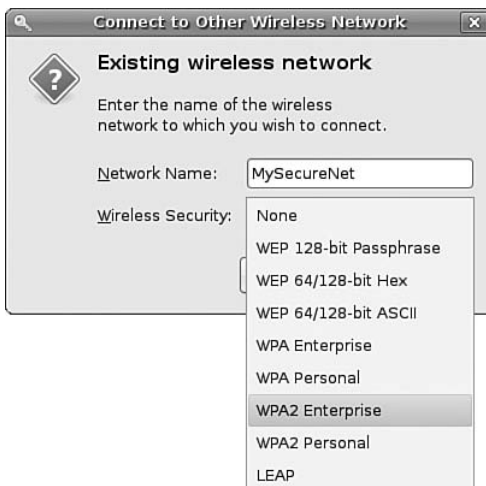 Connect to Other Wireless Network
Existing wireless network
Enter the name of the wireless
network to which you wish to connect.
Network Name: MySecureNet
Wireless Security:
None
WEP 128-bit Passphrase
WEP 64/128-bit Hex
WEP 64/128-bit ASCII
WPA Enterprise
WPA Personal
WPA2 Enterprise
WPA2 Personal
LEAP